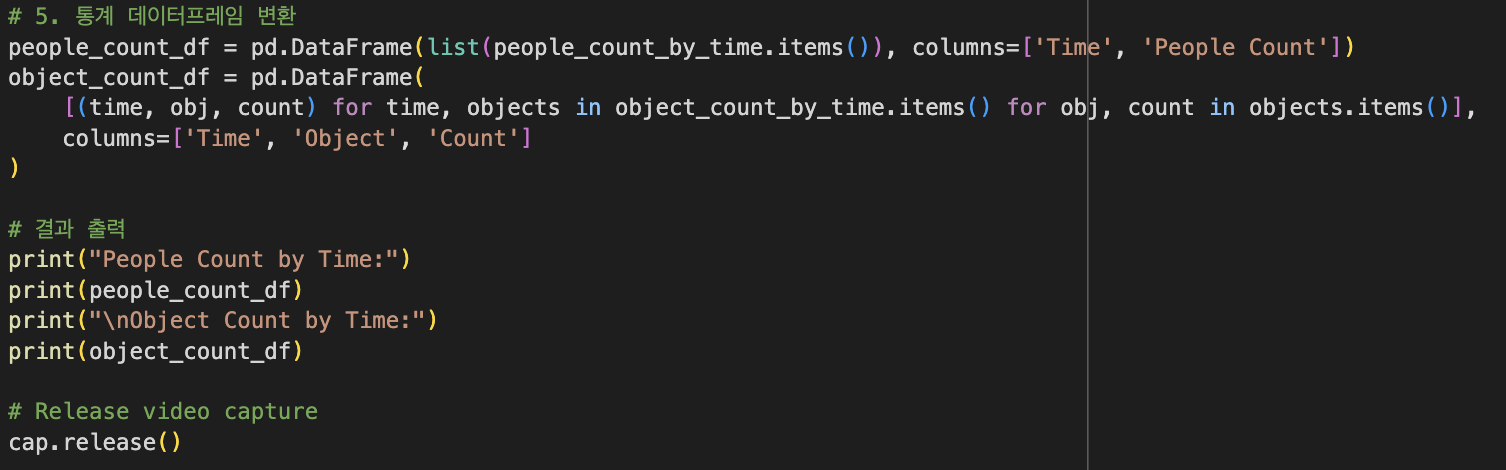 # 5. 통계 데이터프레임 변환
people_count_df = pd.DataFrame(list(people_count_by_time.items()), columns=['Time', 'People Count'])
object_count_df = pd.DataFrame(
    [(time, obj, count) for time, objects in object_count_by_time.items() for obj, count in objects.items()],
    columns=['Time', 'Object', 'Count']
)
# 결과 출력
print("People Count by Time:")
print(people_count_df)
print("\nObject Count by Time:")
print(object_count_df)
# Release video capture
cap.release()